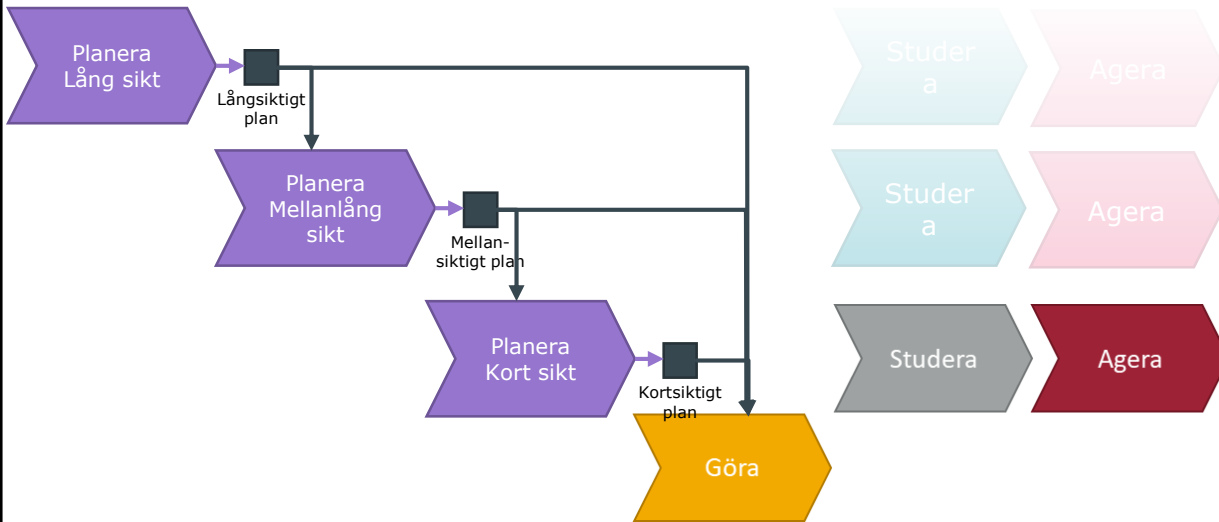 Planera
Lång sikt
Långsiktigt
plan
Studer
a
Agera
Planera
Mellanlång
sikt
Mellan-
siktigt plan
Studer
a
Agera
Planera
Kort sikt
Kortsiktigt
plan
Studera
Agera
Göra